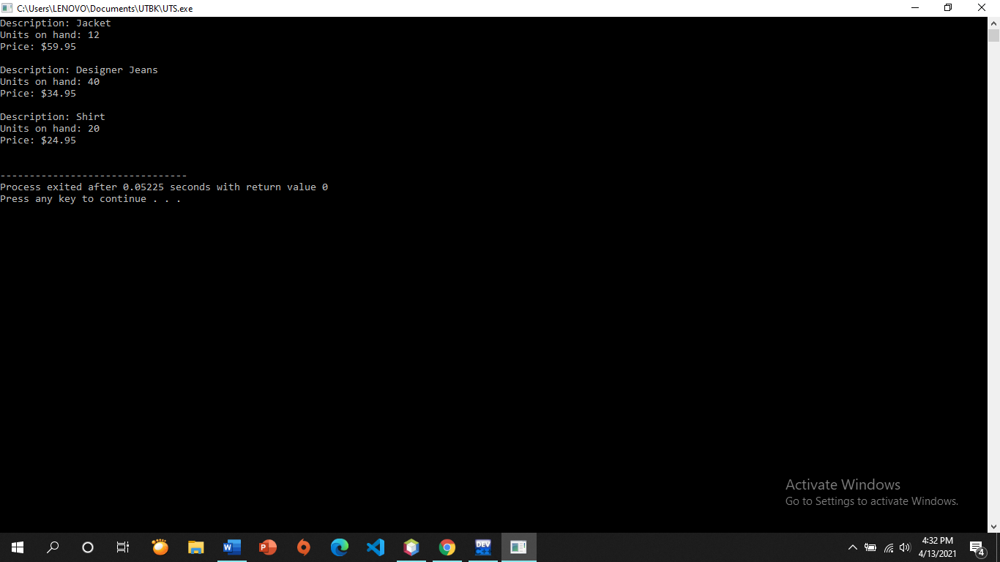 C:\Users\LENOVO\Documents\UTBK\UTS.exe
Description: Jacket
Units on hand: 12
Price: $59.95
Description: Designer Jeans
Units on hand: 40
Price: $34.95
Description: Shirt
Units on hand: 20
Price: $24.95
--------------------------------
Process exited after 0.05225 seconds with return value 0
Press any key to continue . . .
Activate Windows
Go to Settings to activate Windows.
W
P
DEV
4:32 PM
4/13/2021
4